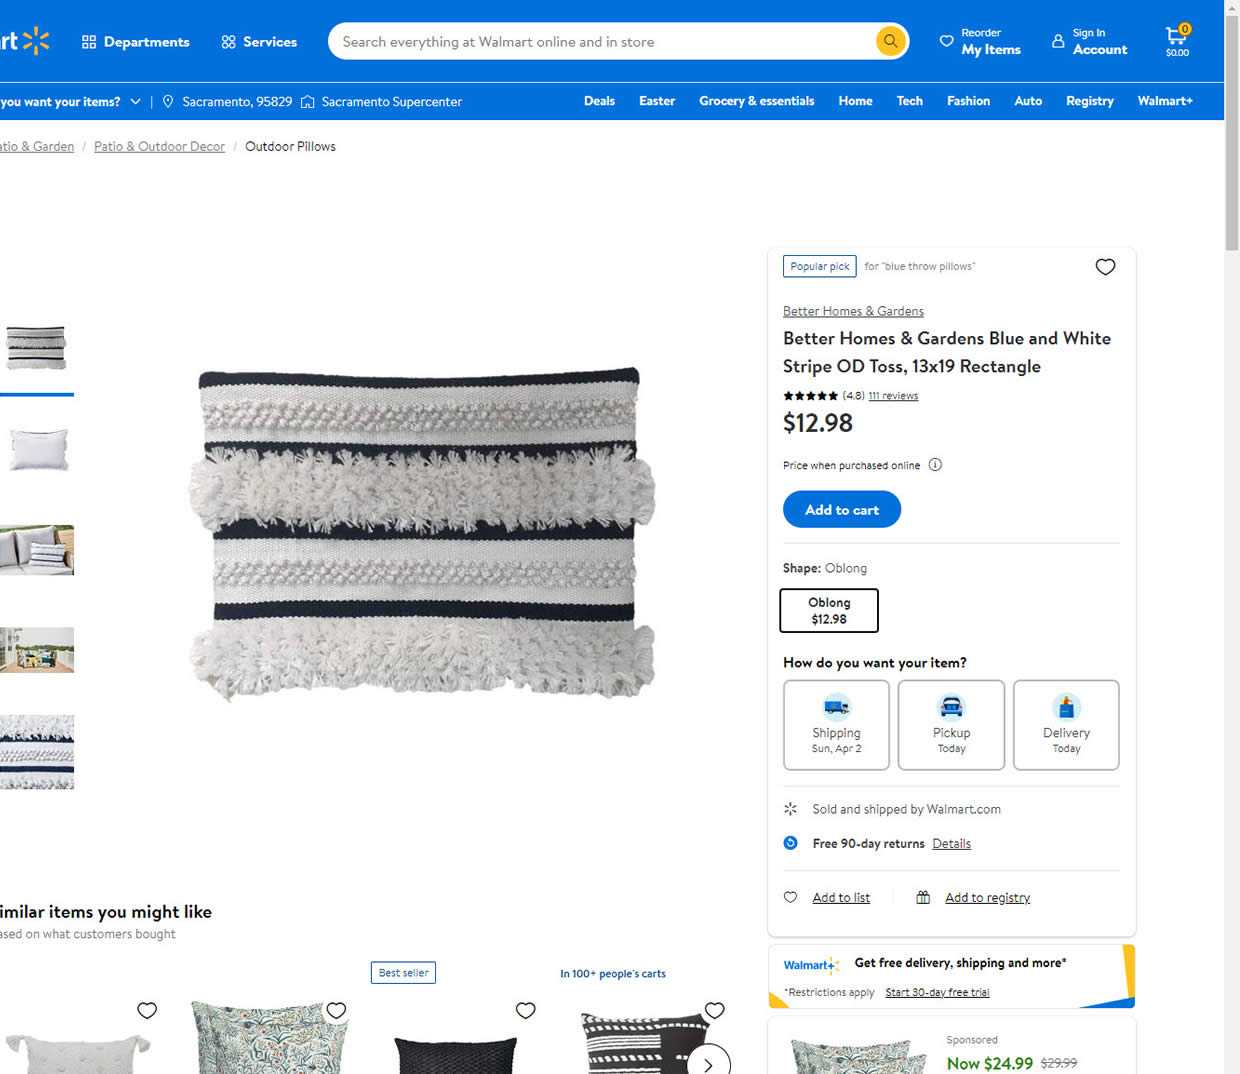 Departments
Services
Search everything at Walmart online and in store
Reorder
My Items
Sign In
Account
0
$0.00
you want your items?
Sacramento, 95829
Sacramento Supercenter
Deals
Easter
Grocery & essentials
Home
Tech
Fashion
Auto
Registry
Walmart+
atio & Garden / Patio & Outdoor Decor / Outdoor Pillows
Popular pick for "blue throw pillows"
Better Homes & Gardens
Better Homes & Gardens Blue and White
Stripe OD Toss, 13x19 Rectangle
(4.8) 111 reviews
$12.98
Price when purchased online
Add to cart
Shape: Oblong
Oblong
$12.98
How do you want your item?
Shipping
Sun, Apr 2
Pickup
Today
Delivery
Today
Sold and shipped by Walmart.com
Free 90-day returns Details
Add to list
Add to registry
imilar items you might like
ased on what customers bought
Best seller
In 100+ people's carts
Walmart+
Get free delivery, shipping and more*
*Restrictions apply Start 30-day free trial
Sponsored
Now $24.99 $29.99